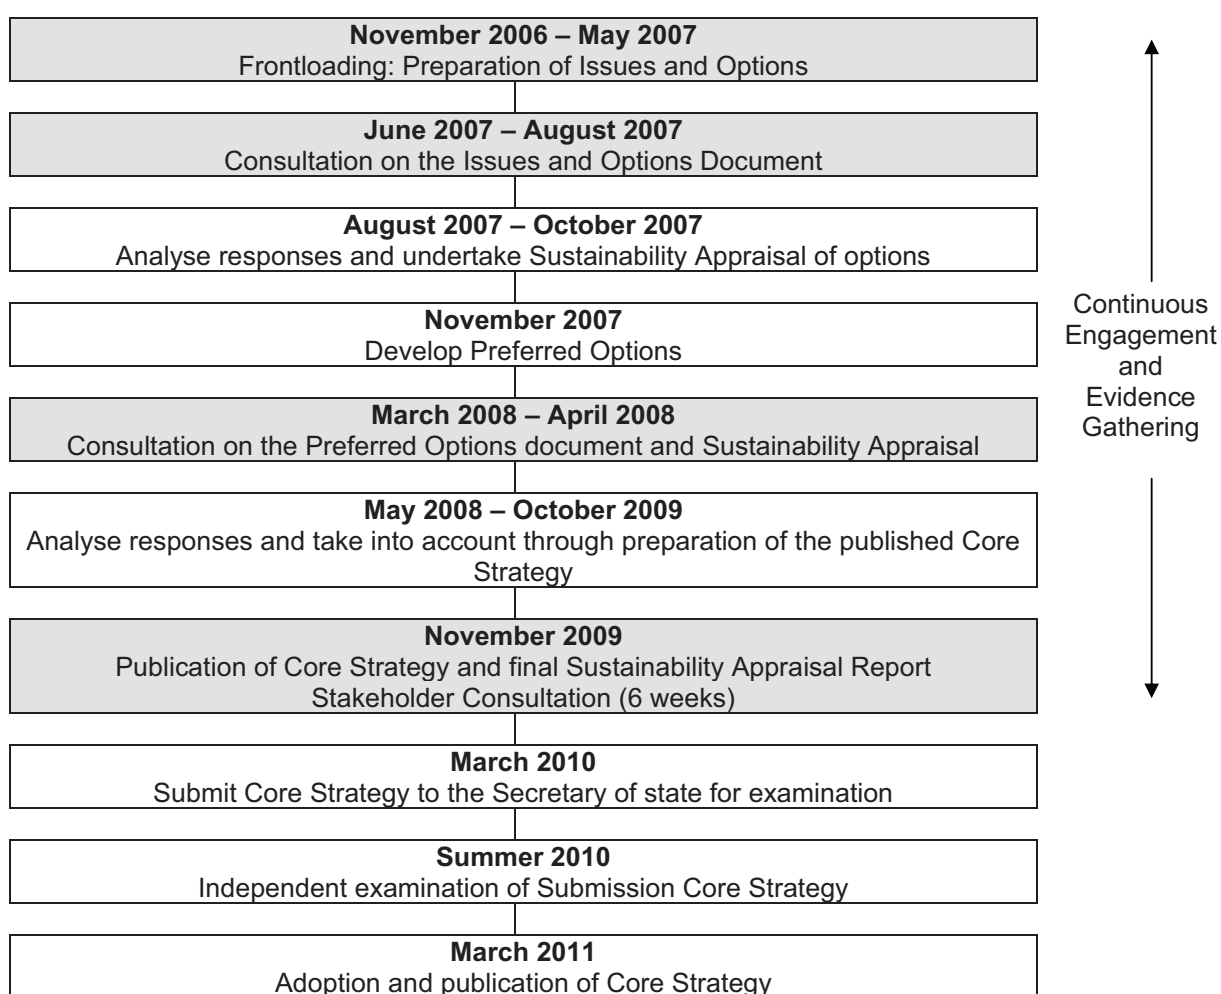 November 2006 – May 2007
Frontloading: Preparation of Issues and Options
June 2007 – August 2007
Consultation on the Issues and Options Document
August 2007 – October 2007
Analyse responses and undertake Sustainability Appraisal of options
November 2007
Develop Preferred Options
March 2008 – April 2008
Consultation on the Preferred Options document and Sustainability Appraisal
May 2008 – October 2009
Analyse responses and take into account through preparation of the published Core
Strategy
November 2009
Publication of Core Strategy and final Sustainability Appraisal Report
Stakeholder Consultation (6 weeks)
March 2010
Submit Core Strategy to the Secretary of state for examination
Summer 2010
Independent examination of Submission Core Strategy
March 2011
Adoption and publication of Core Strategy
Continuous
Engagement
and
Evidence
Gathering